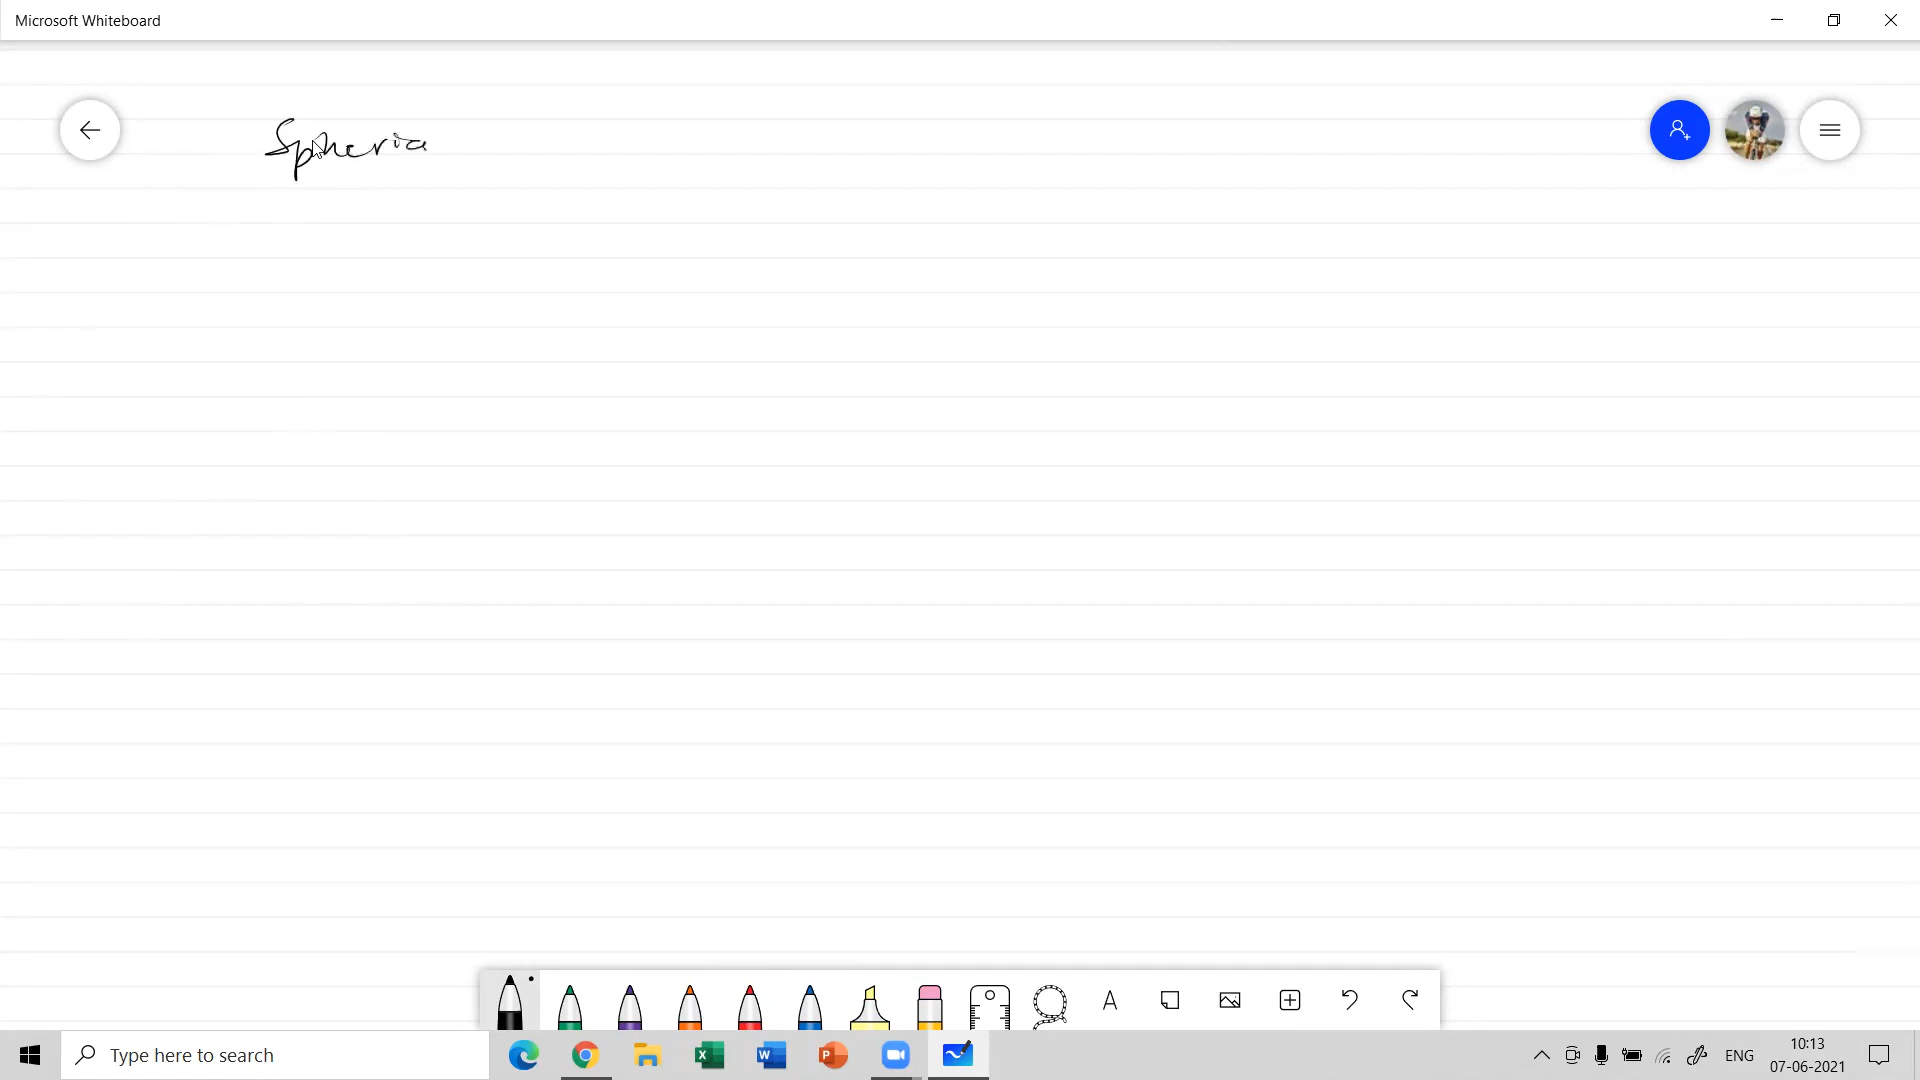 Microsoft Whiteboard
Spheria
A
Type here to search
ENG
10:13
07-06-2021